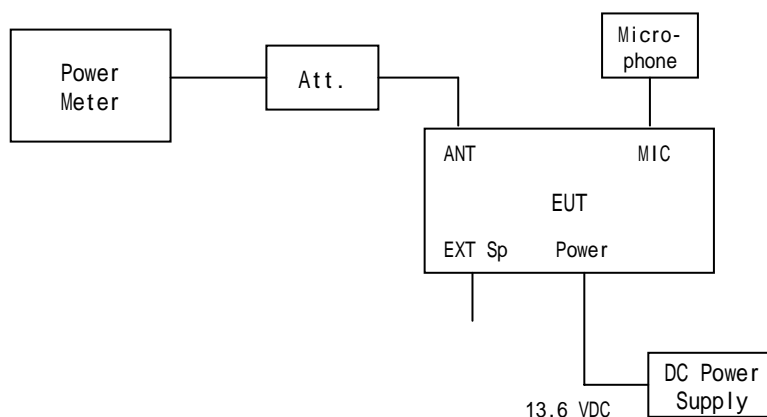 Power
Meter
Att.
Micro-
phone
ANT
MIC
EUT
EXT Sp
Power
13.6 VDC
DC Power
Supply